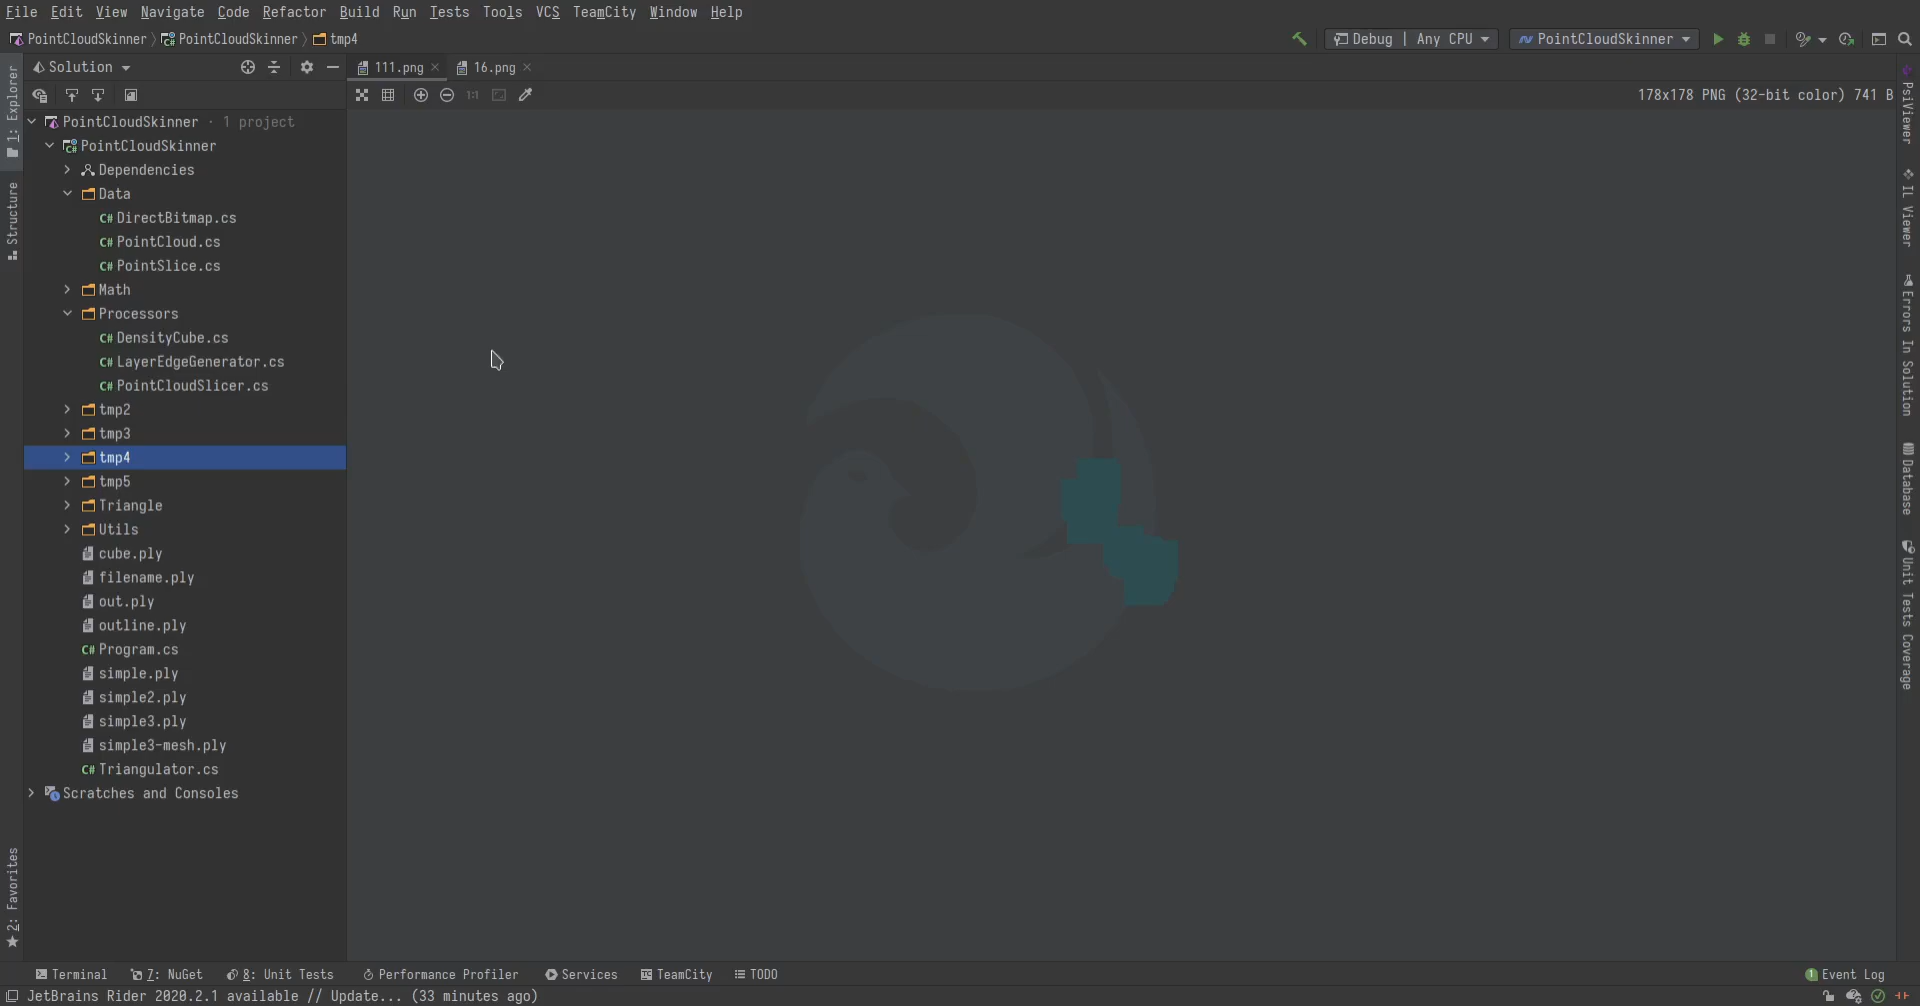 File Edit View Navigate Code Refactor Build Run Tests Tools VCS TeamCity Window Help
PointCloudSkinner PointCloudSkinner tmp4
Debug | Any CPU PointCloudSkinner
Solution
111.png 16.png
1:1
178x178 PNG (32-bit color) 741 B
PointCloudSkinner · 1 project
PointCloudSkinner
Dependencies
Data
C# DirectBitmap.cs
C# PointCloud.cs
C# PointSlice.cs
Math
Processors
C# DensityCube.cs
C# LayerEdgeGenerator.cs
C# PointCloudSlicer.cs
tmp2
tmp3
tmp4
tmp5
Triangle
Utils
cube.ply
filename.ply
out.ply
outline.ply
C# Program.cs
simple.ply
simple2.ply
simple3.ply
simple3-mesh.ply
C# Triangulator.cs
Scratches and Consoles
1: Explorer
Structure
2: Favorites
PsiViewer
IL Viewer
Errors In Solution
Database
Unit Tests Coverage
Terminal 7: NuGet 8: Unit Tests Performance Profiler Services TeamCity TODO
1 Event Log
JetBrains Rider 2020.2.1 available // Update... (33 minutes ago)